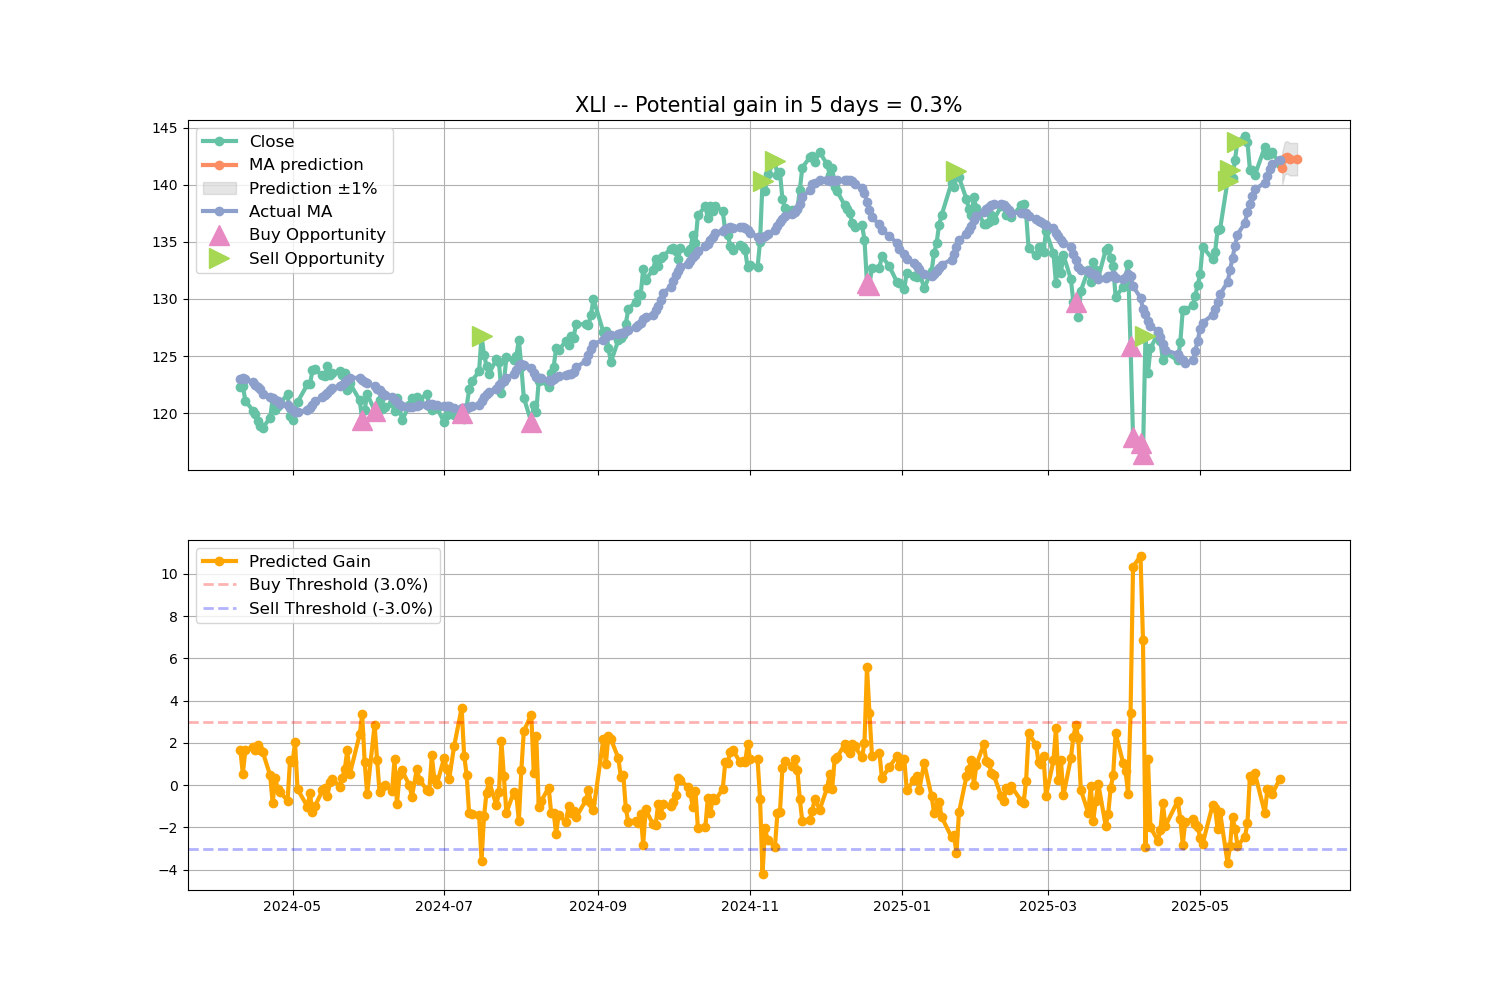 XLI -- Potential gain in 5 days = 0.3%
145
140
135
130
125
120
Close
MA prediction
Prediction ±1%
Actual MA
Buy Opportunity
Sell Opportunity
10
8
6
4
2
0
−2
−4
Predicted Gain
Buy Threshold (3.0%)
Sell Threshold (-3.0%)
2024-05
2024-07
2024-09
2024-11
2025-01
2025-03
2025-05